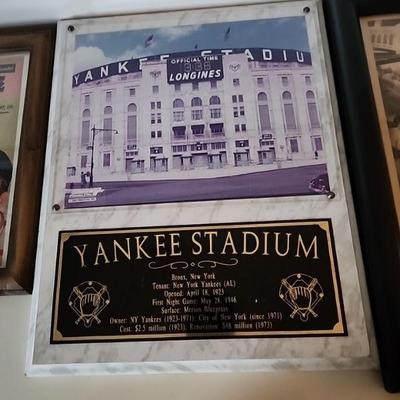 YANKEE STADIU
OFFICIAL TIME
LONGINES
YANKEE STADIUM
Bronx, New York
Tenant: New York Yankees (AL)
Opened: April 18, 1923
First Night Game: May 28, 1946
Surface: Merion Bluegrass
Owner: NY Yankees (1923-1971); City of New York (since 1971)
Cost: $2.5 million (1923), Renovation: $48 million (1973)